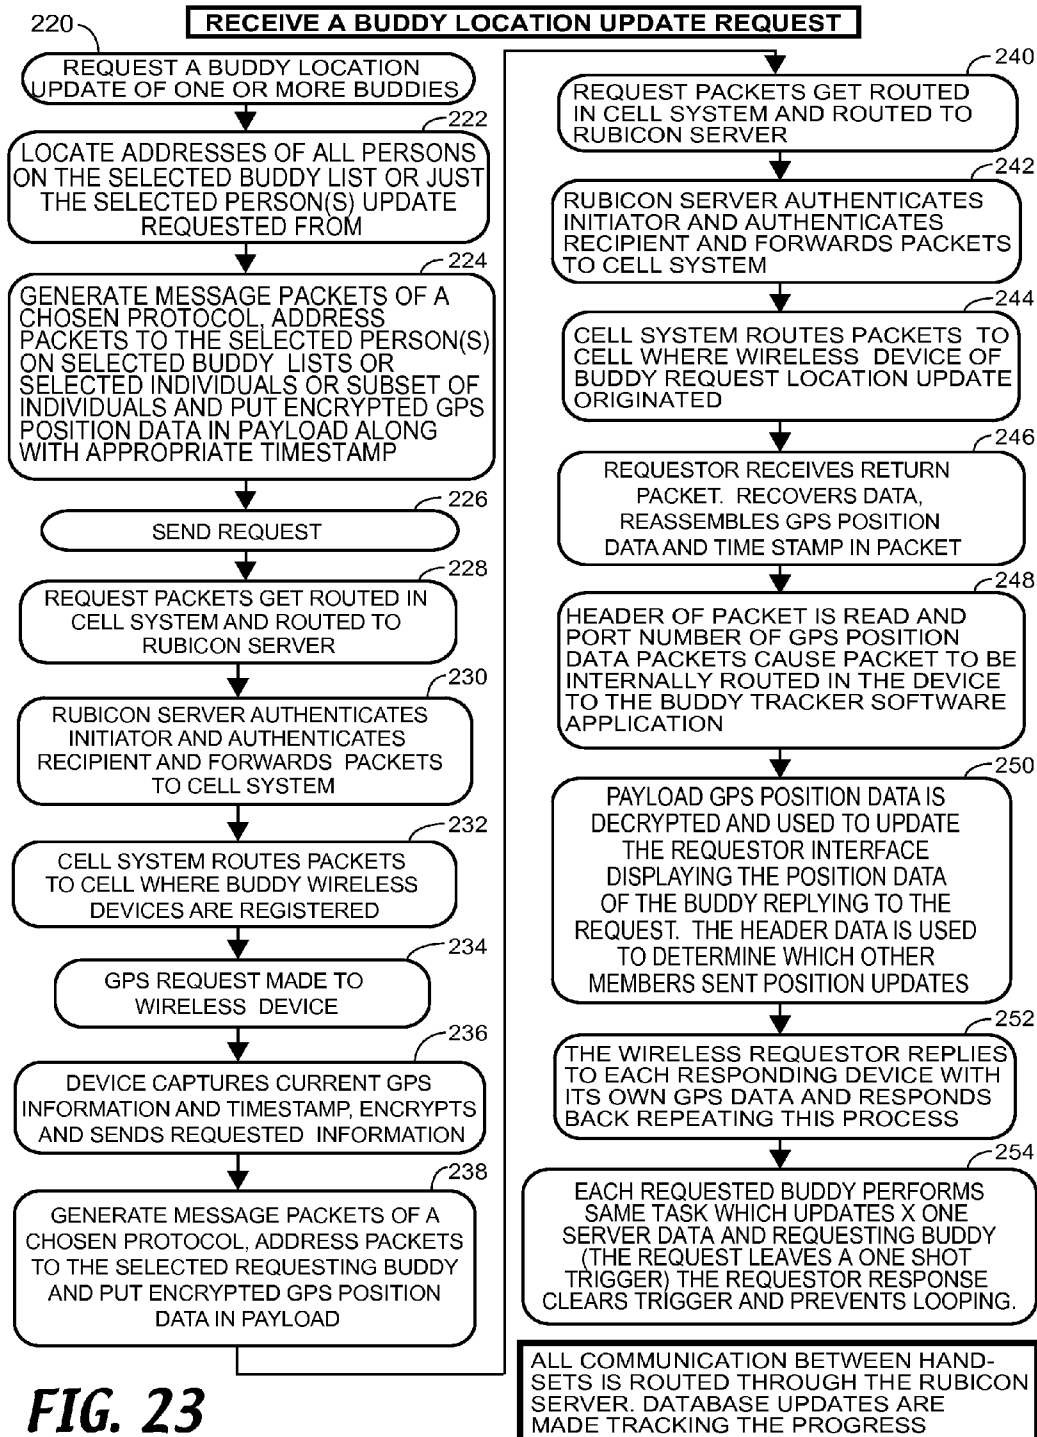 RECEIVE A BUDDY LOCATION UPDATE REQUEST
220
REQUEST A BUDDY LOCATION
UPDATE OF ONE OR MORE BUDDIES
222
LOCATE ADDRESSES OF ALL PERSONS
ON THE SELECTED BUDDY LIST OR JUST
THE SELECTED PERSON(S) UPDATE
REQUESTED FROM
224
GENERATE MESSAGE PACKETS OF A
CHOSEN PROTOCOL, ADDRESS
PACKETS TO THE SELECTED PERSON(S)
ON SELECTED BUDDY LISTS OR
SELECTED INDIVIDUALS OR SUBSET OF
INDIVIDUALS AND PUT ENCRYPTED GPS
POSITION DATA IN PAYLOAD ALONG
WITH APPROPRIATE TIMESTAMP
226
SEND REQUEST
228
REQUEST PACKETS GET ROUTED IN
CELL SYSTEM AND ROUTED TO
RUBICON SERVER
230
RUBICON SERVER AUTHENTICATES
INITIATOR AND AUTHENTICATES
RECIPIENT AND FORWARDS PACKETS
TO CELL SYSTEM
232
CELL SYSTEM ROUTES PACKETS
TO CELL WHERE BUDDY WIRELESS
DEVICES ARE REGISTERED
234
GPS REQUEST MADE TO
WIRELESS DEVICE
236
DEVICE CAPTURES CURRENT GPS
INFORMATION AND TIMESTAMP, ENCRYPTS
AND SENDS REQUESTED INFORMATION
238
GENERATE MESSAGE PACKETS OF A
CHOSEN PROTOCOL, ADDRESS PACKETS
TO THE SELECTED REQUESTING BUDDY
AND PUT ENCRYPTED GPS POSITION
DATA IN PAYLOAD
240
REQUEST PACKETS GET ROUTED
IN CELL SYSTEM AND ROUTED TO
RUBICON SERVER
242
RUBICON SERVER AUTHENTICATES
INITIATOR AND AUTHENTICATES
RECIPIENT AND FORWARDS PACKETS
TO CELL SYSTEM
244
CELL SYSTEM ROUTES PACKETS TO
CELL WHERE WIRELESS DEVICE OF
BUDDY REQUEST LOCATION UPDATE
ORIGINATED
246
REQUESTOR RECEIVES RETURN
PACKET. RECOVERS DATA,
REASSEMBLES GPS POSITION
DATA AND TIME STAMP IN PACKET
248
HEADER OF PACKET IS READ AND
PORT NUMBER OF GPS POSITION
DATA PACKETS CAUSE PACKET TO BE
INTERNALLY ROUTED IN THE DEVICE
TO THE BUDDY TRACKER SOFTWARE
APPLICATION
250
PAYLOAD GPS POSITION DATA IS
DECRYPTED AND USED TO UPDATE
THE REQUESTOR INTERFACE
DISPLAYING THE POSITION DATA
OF THE BUDDY REPLYING TO THE
REQUEST. THE HEADER DATA IS USED
TO DETERMINE WHICH OTHER
MEMBERS SENT POSITION UPDATES
252
THE WIRELESS REQUESTOR REPLIES
TO EACH RESPONDING DEVICE WITH
ITS OWN GPS DATA AND RESPONDS
BACK REPEATING THIS PROCESS
254
EACH REQUESTED BUDDY PERFORMS
SAME TASK WHICH UPDATES X ONE
SERVER DATA AND REQUESTING BUDDY
(THE REQUEST LEAVES A ONE SHOT
TRIGGER) THE REQUESTOR RESPONSE
CLEARS TRIGGER AND PREVENTS LOOPING.
ALL COMMUNICATION BETWEEN HAND-
SETS IS ROUTED THROUGH THE RUBICON
SERVER. DATABASE UPDATES ARE
MADE TRACKING THE PROGRESS
FIG. 23